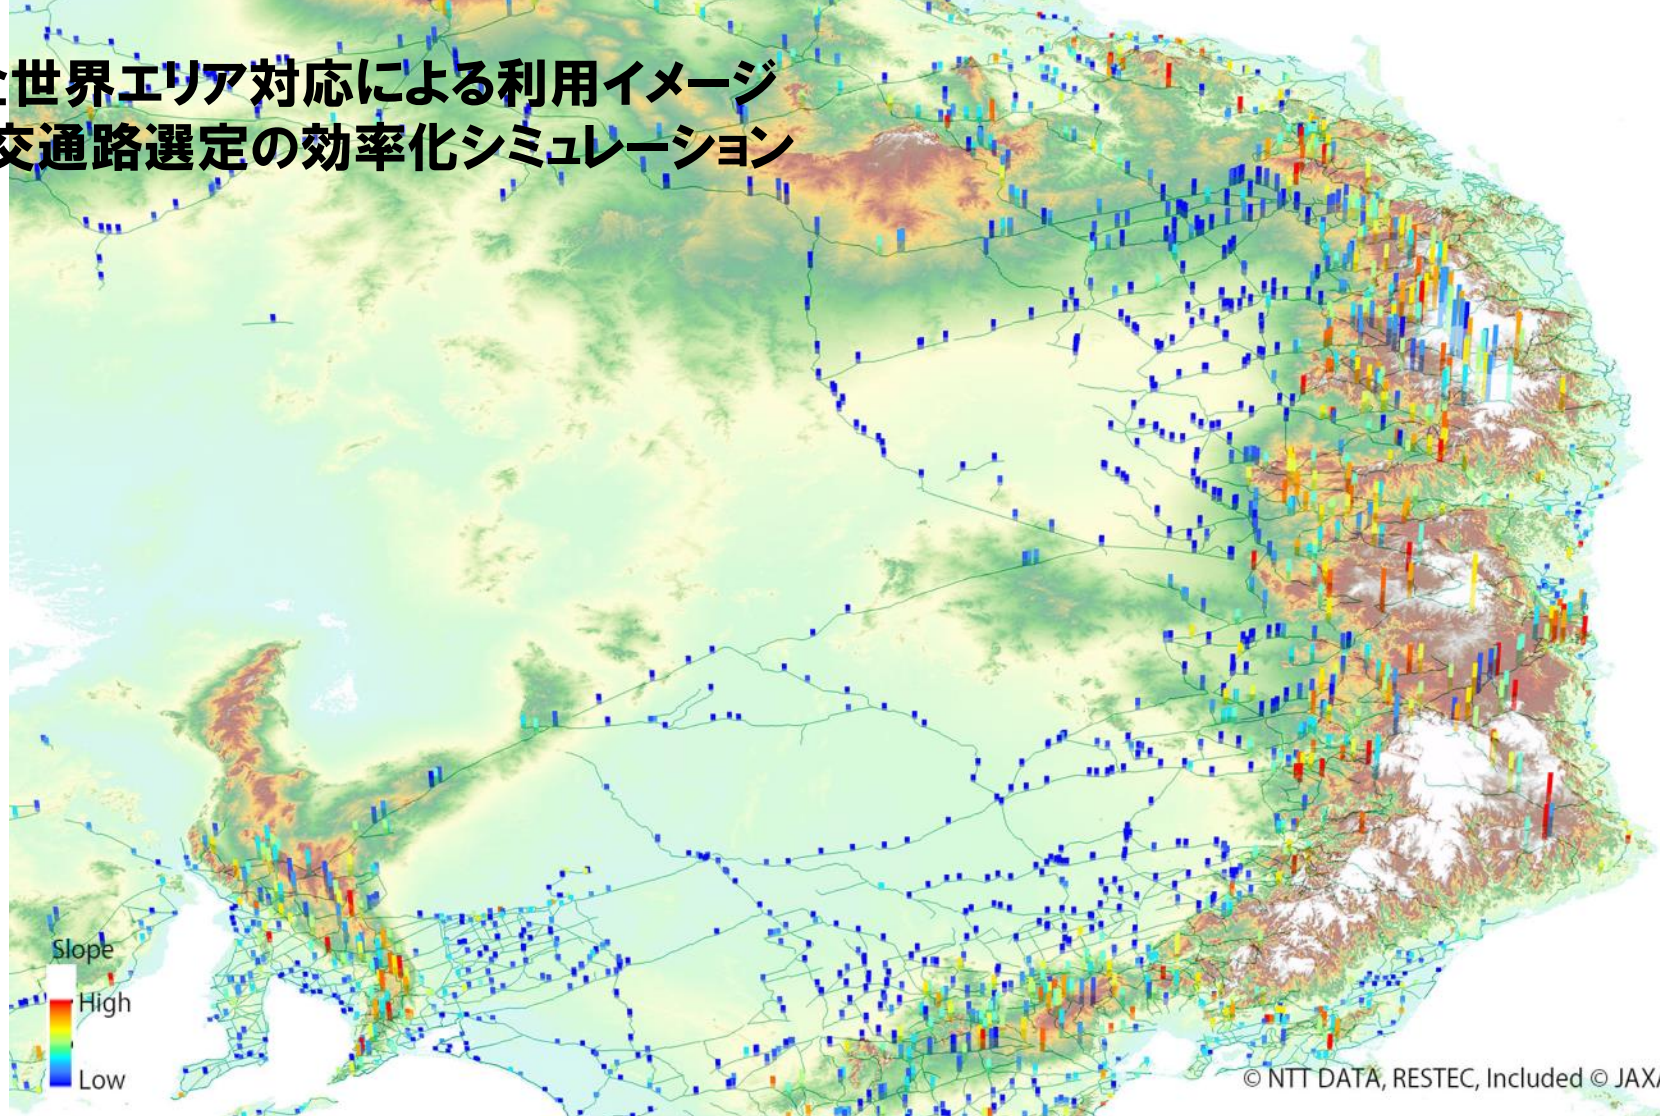 世界エリア対応による利用イメージ
交通路選定の効率化シミュレーション
Slope
High
Low
© NTT DATA, RESTEC, Included © JAXA